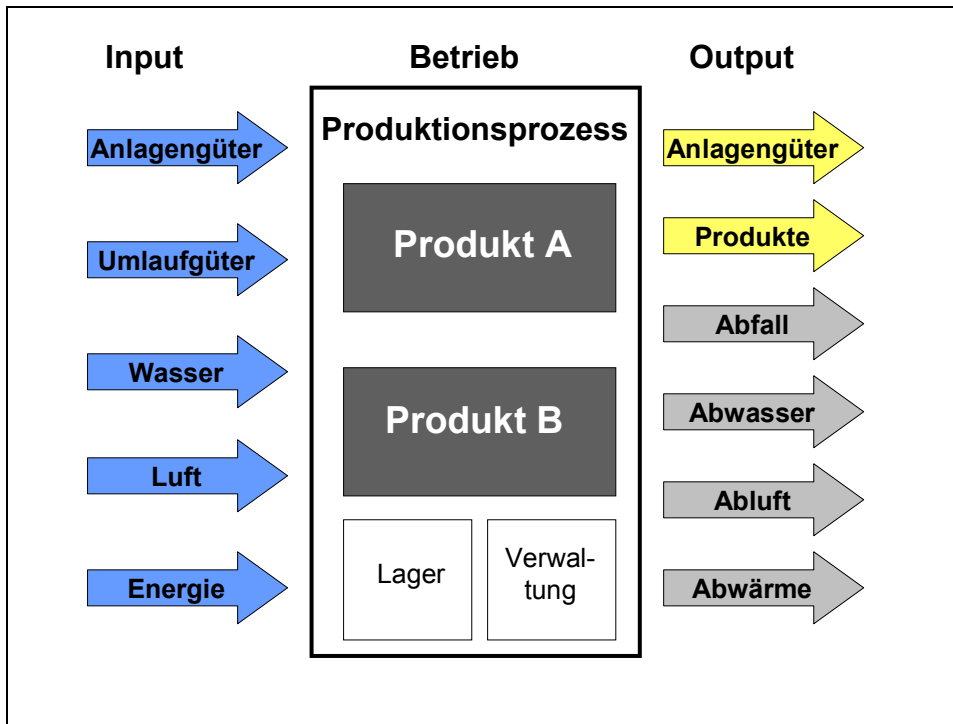 Input
Betrieb
Output
Anlagengüter
Umlaufgüter
Wasser
Luft
Energie
Produktionsprozess
Produkt A
Produkt B
Lager
Verwal-
tung
Anlagengüter
Produkte
Abfall
Abwasser
Abluft
Abwärme